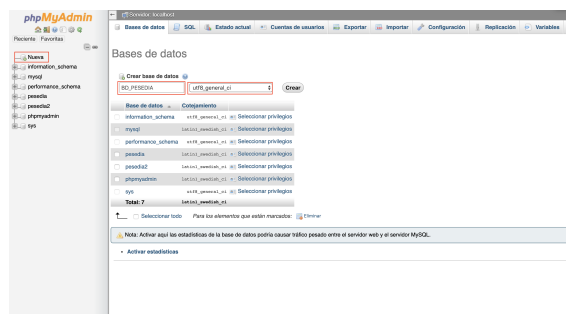 phpMyAdmin
Reciente Favoritas
Nueva
information_schema
mysql
performance_schema
pesedia
pesedia2
phpmyadmin
sys
Servidor: localhost
Bases de datos SQL Estado actual Cuentas de usuarios Exportar Importar Configuración Replicación Variables
Bases de datos
Crear base de datos
BD_PESEDIA utf8_general_ci Crear
Base de datos Cotejamiento
information_schema utf8_general_ci Seleccionar privilegios
mysql latin1_swedish_ci Seleccionar privilegios
performance_schema utf8_general_ci Seleccionar privilegios
pesedia latin1_swedish_ci Seleccionar privilegios
pesedia2 latin1_swedish_ci Seleccionar privilegios
phpmyadmin latin1_swedish_ci Seleccionar privilegios
sys utf8_general_ci Seleccionar privilegios
Total: 7 latin1_swedish_ci
Seleccionar todo Para los elementos que están marcados: Eliminar
Nota: Activar aquí las estadísticas de la base de datos podría causar tráfico pesado entre el servidor web y el servidor MySQL.
• Activar estadísticas